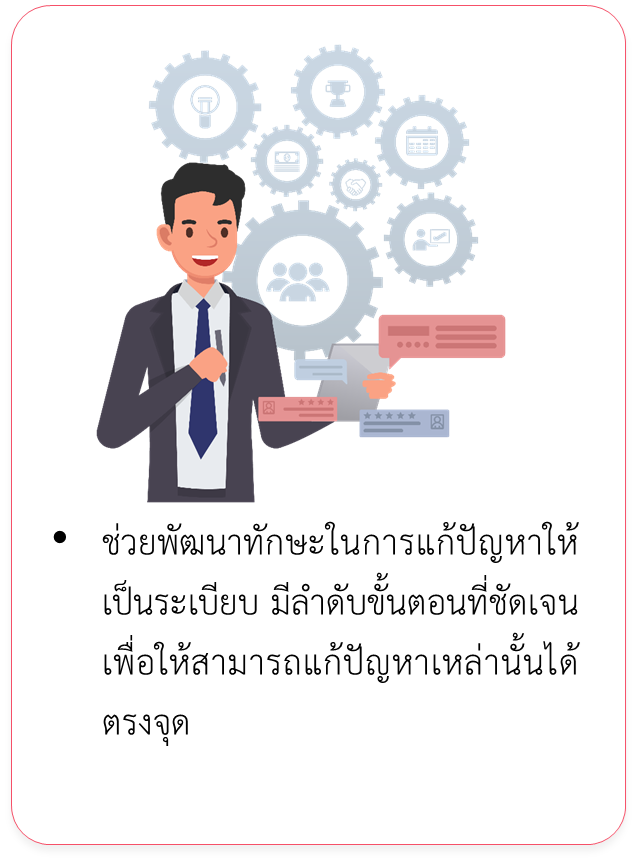 • ช่วยพัฒนาทักษะในการแก้ปัญหาให้
เป็นระเบียบ มีลำดับขั้นตอนที่ชัดเจน
เพื่อให้สามารถแก้ปัญหาเหล่านั้นได้
ตรงจุด